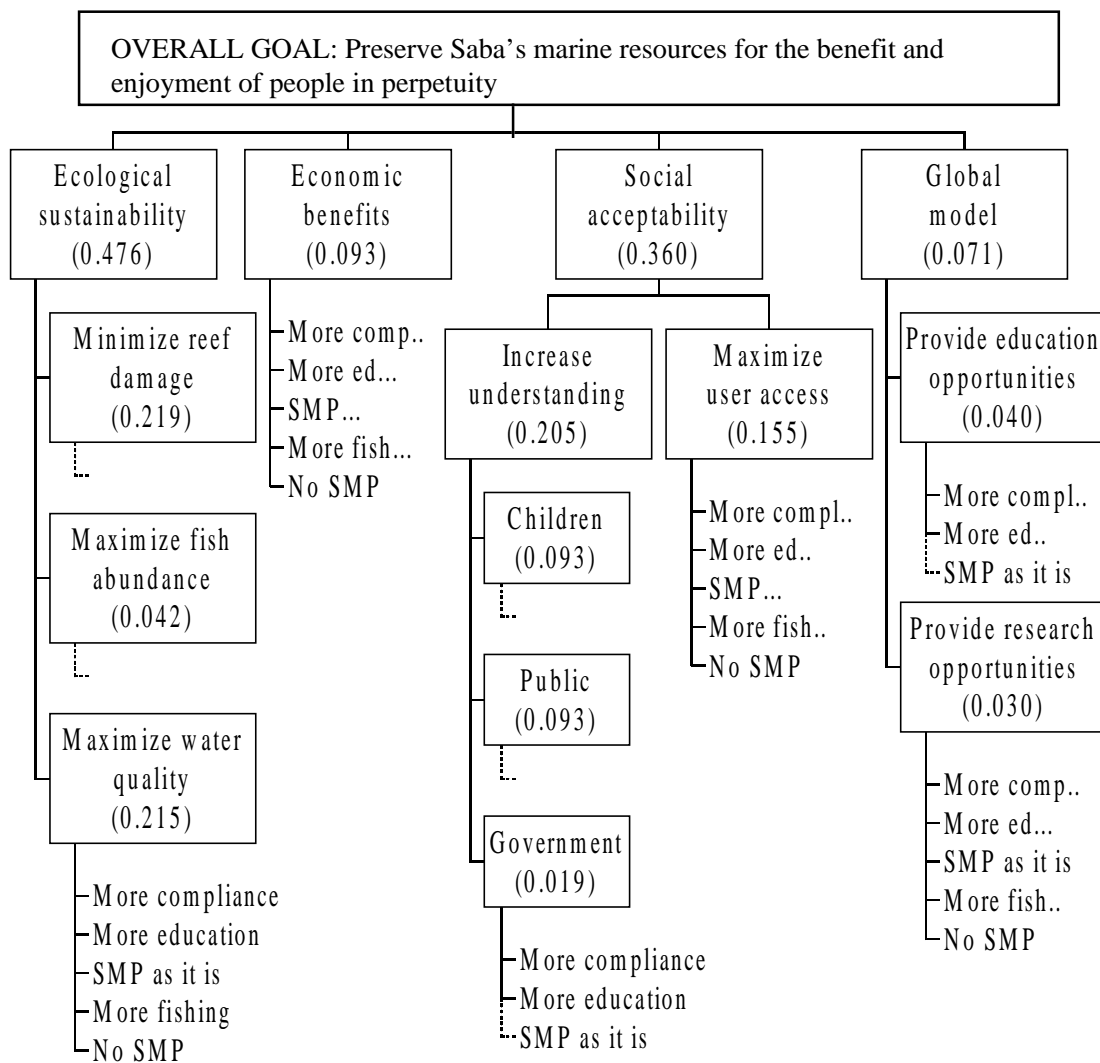 OVERALL GOAL: Preserve Saba's marine resources for the benefit and
enjoyment of people in perpetuity
Ecological
sustainability
(0.476)
Minimize reef
damage
(0.219)
Maximize fish
abundance
(0.042)
Maximize water
quality
(0.215)
More compliance
More education
SMP as it is
More fishing
No SMP
Economic
benefits
(0.093)
More comp..
More ed...
SMP...
More fish...
No SMP
Social
acceptability
(0.360)
Increase
understanding
(0.205)
Children
(0.093)
Public
(0.093)
Government
(0.019)
More compliance
More education
SMP as it is
Maximize
user access
(0.155)
More compl..
More ed..
SMP...
More fish..
No SMP
Global
model
(0.071)
Provide education
opportunities
(0.040)
More compl..
More ed..
SMP as it is
Provide research
opportunities
(0.030)
More comp..
More ed...
SMP as it is
More fish..
No SMP